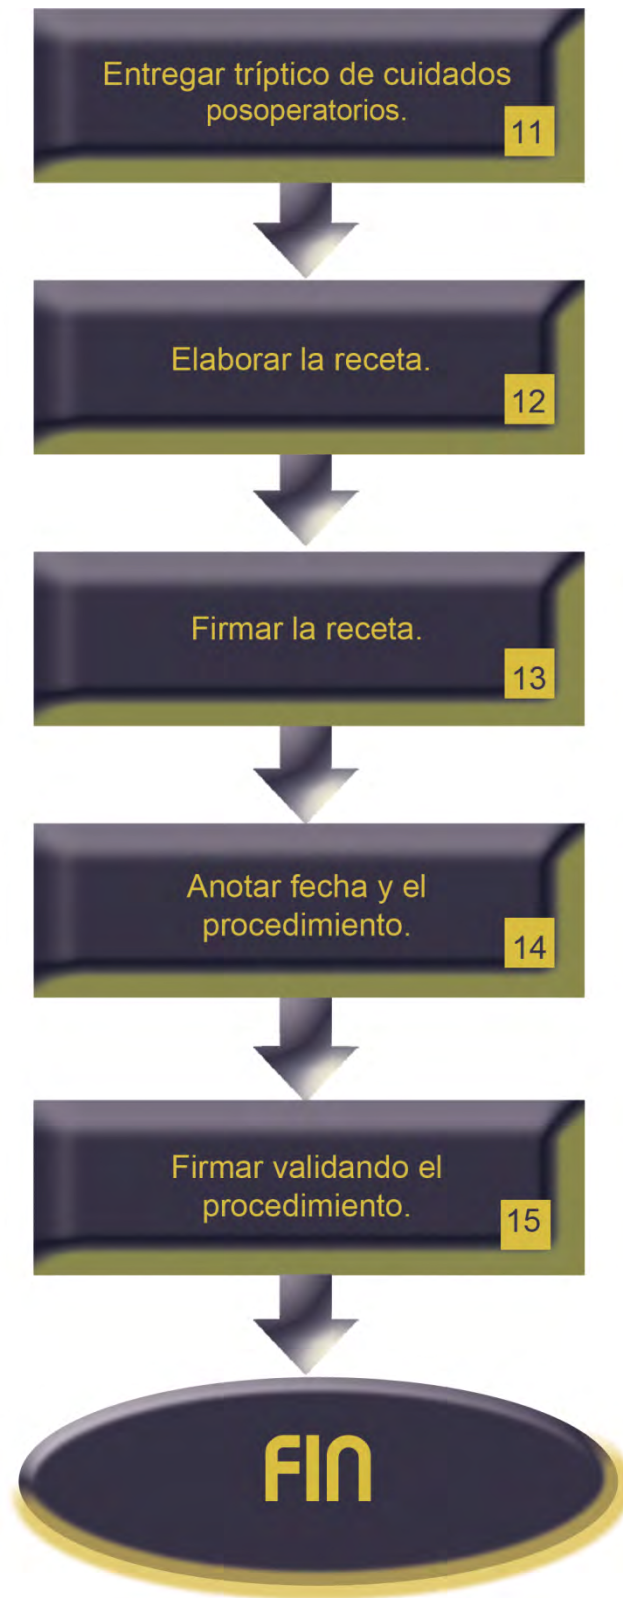 Entregar tríptico de cuidados
posoperatorios.
11
Elaborar la receta.
12
Firmar la receta.
13
Anotar fecha y el
procedimiento.
14
Firmar validando el
procedimiento.
15
FIN